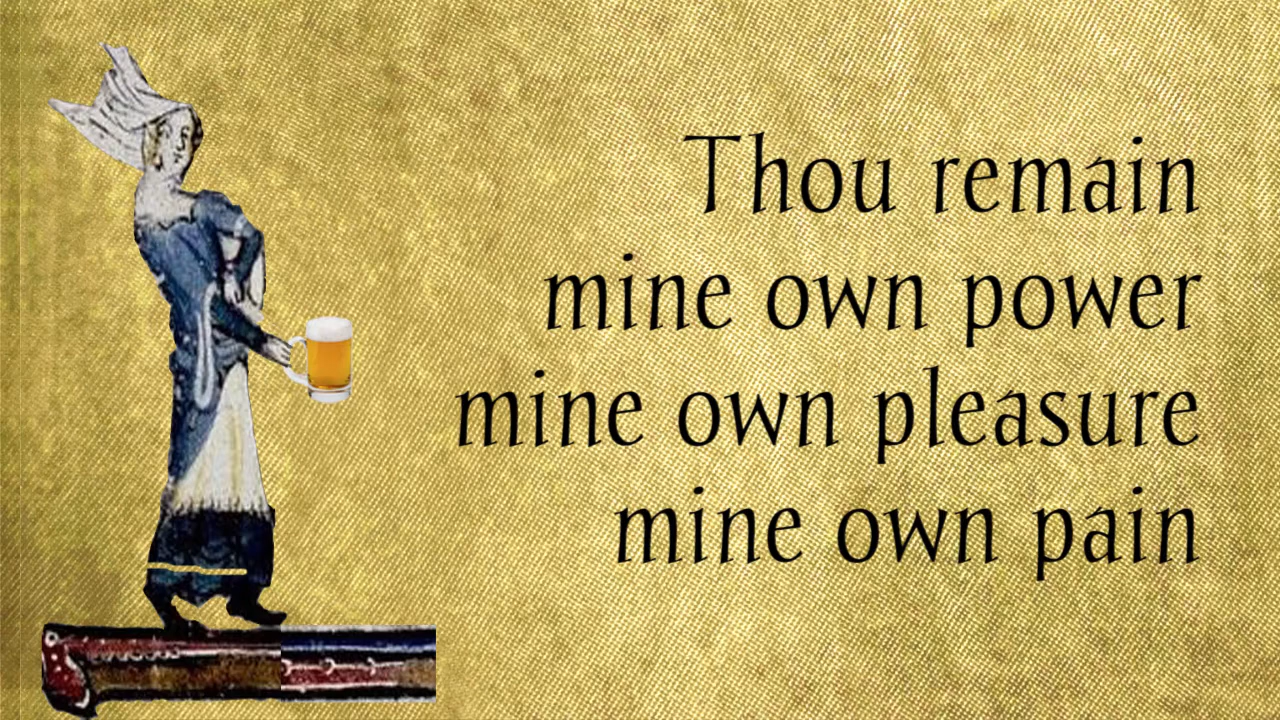 Thou remain
mine own power
mine own pleasure
mine own pain